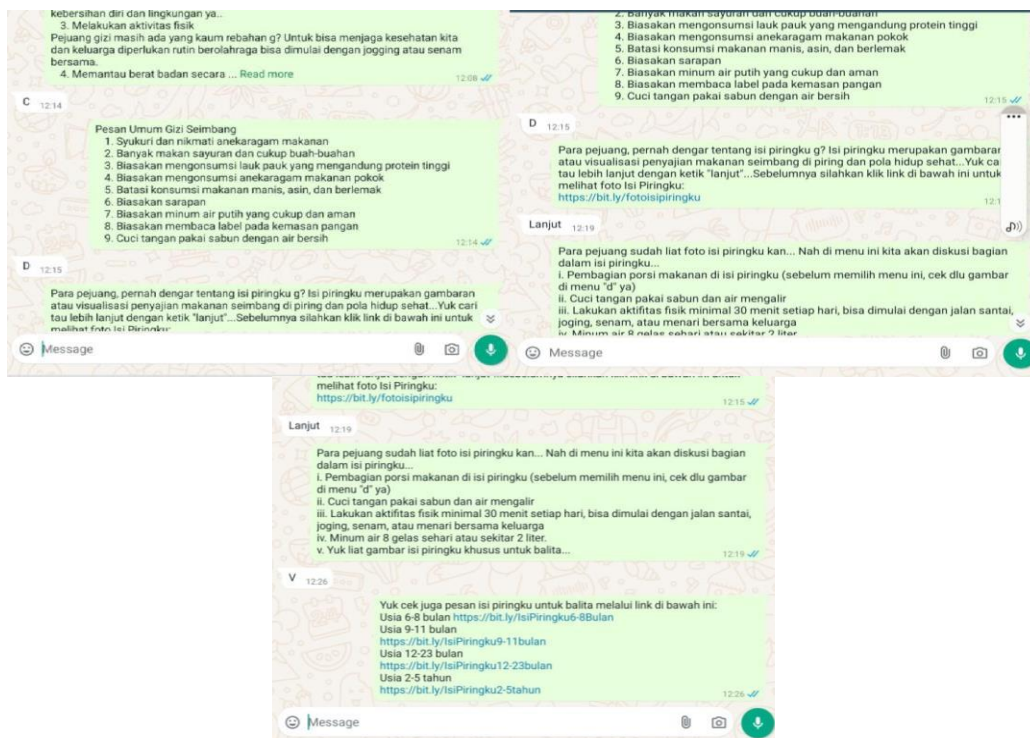 kebersihan diri dan lingkungan ya..
3. Melakukan aktivitas fisik
Pejuang gizi masih ada yang kaum rebahan g? Untuk bisa menjaga kesehatan kita
dan keluarga diperlukan rutin berolahraga bisa dimulai dengan jogging atau senam
bersama.
4. Memantau berat badan secara ... Read more
12:08
C 12:14
Pesan Umum Gizi Seimbang
1. Syukuri dan nikmati anekaragam makanan
2. Banyak makan sayuran dan cukup buah-buahan
3. Biasakan mengonsumsi lauk pauk yang mengandung protein tinggi
4. Biasakan mengonsumsi anekaragam makanan pokok
5. Batasi konsumsi makanan manis, asin, dan berlemak
6. Biasakan sarapan
7. Biasakan minum air putih yang cukup dan aman
8. Biasakan membaca label pada kemasan pangan
9. Cuci tangan pakai sabun dengan air bersih
12:14
D 12:15
Para pejuang, pernah dengar tentang isi piringku g? Isi piringku merupakan gambaran
atau visualisasi penyajian makanan seimbang di piring dan pola hidup sehat...Yuk cari
tau lebih lanjut dengan ketik "lanjut"...Sebelumnya silahkan klik link di bawah ini untuk
melihat foto Isi Piringku:
Message
2. Banyak makan sayuran dan cukup buah-buahan
3. Biasakan mengonsumsi lauk pauk yang mengandung protein tinggi
4. Biasakan mengonsumsi anekaragam makanan pokok
5. Batasi konsumsi makanan manis, asin, dan berlemak
6. Biasakan sarapan
7. Biasakan minum air putih yang cukup dan aman
8. Biasakan membaca label pada kemasan pangan
9. Cuci tangan pakai sabun dengan air bersih
12:15
D 12:15
Para pejuang, pernah dengar tentang isi piringku g? Isi piringku merupakan gambaran
atau visualisasi penyajian makanan seimbang di piring dan pola hidup sehat...Yuk ca
tau lebih lanjut dengan ketik "lanjut"...Sebelumnya silahkan klik link di bawah ini untuk
melihat foto Isi Piringku:
https://bit.ly/fotoisipiringku
12:1
Lanjut 12:19
Para pejuang sudah liat foto isi piringku kan... Nah di menu ini kita akan diskusi bagian
dalam isi piringku...
i. Pembagian porsi makanan di isi piringku (sebelum memilih menu ini, cek dlu gambar
di menu "d" ya)
ii. Cuci tangan pakai sabun dan air mengalir
iii. Lakukan aktifitas fisik minimal 30 menit setiap hari, bisa dimulai dengan jalan santai,
joging, senam, atau menari bersama keluarga
iv. Minum air 8 gelas sehari atau sekitar 2 liter.
Message
melihat foto Isi Piringku:
https://bit.ly/fotoisipiringku
12:15
Lanjut 12:19
Para pejuang sudah liat foto isi piringku kan... Nah di menu ini kita akan diskusi bagian
dalam isi piringku...
i. Pembagian porsi makanan di isi piringku (sebelum memilih menu ini, cek dlu gambar
di menu "d" ya)
ii. Cuci tangan pakai sabun dan air mengalir
iii. Lakukan aktifitas fisik minimal 30 menit setiap hari, bisa dimulai dengan jalan santai,
joging, senam, atau menari bersama keluarga
iv. Minum air 8 gelas sehari atau sekitar 2 liter.
v. Yuk liat gambar isi piringku khusus untuk balita...
12:19
V 12:26
Yuk cek juga pesan isi piringku untuk balita melalui link di bawah ini:
Usia 6-8 bulan https://bit.ly/IsiPiringku6-8Bulan
Usia 9-11 bulan
https://bit.ly/IsiPiringku9-11bulan
Usia 12-23 bulan
https://bit.ly/IsiPiringku12-23bulan
Usia 2-5 tahun
https://bit.ly/IsiPiringku2-5tahun
12:26
Message